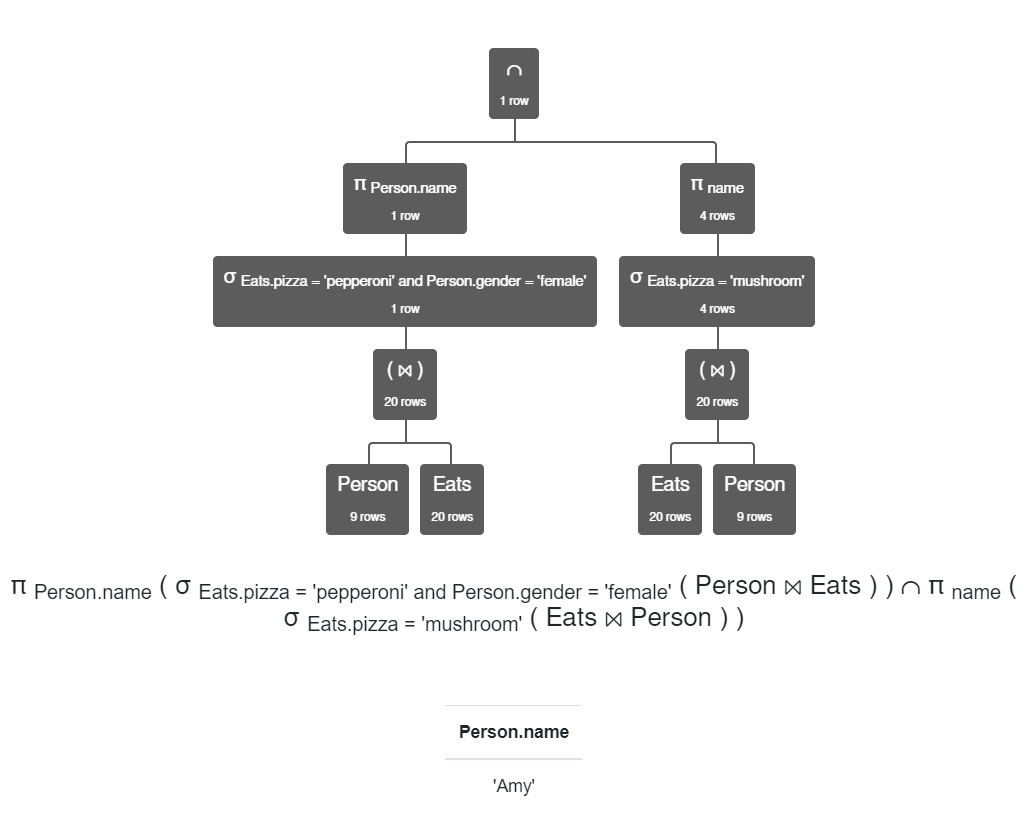 ∩
1 row
π Person.name
1 row
π name
4 rows
σ Eats.pizza = 'pepperoni' and Person.gender = 'female'
1 row
σ Eats.pizza = 'mushroom'
4 rows
( ⋈ )
20 rows
( ⋈ )
20 rows
Person
9 rows
Eats
20 rows
Eats
20 rows
Person
9 rows
π Person.name ( σ Eats.pizza = 'pepperoni' and Person.gender = 'female' ( Person ⋈ Eats ) ) ∩ π name (
σ Eats.pizza = 'mushroom' ( Eats ⋈ Person ) )
Person.name
'Amy'